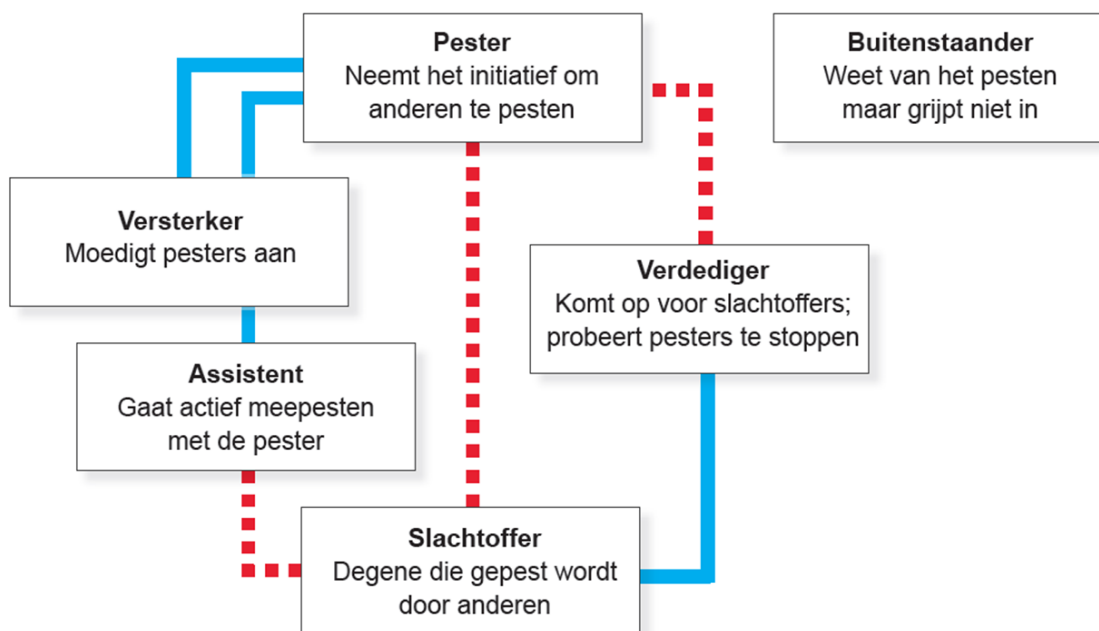 Pester
Neemt het initiatief om
anderen te pesten
Buitenstaander
Weet van het pesten
maar grijpt niet in
Versterker
Moedigt pesters aan
Verdediger
Komt op voor slachtoffers;
probeert pesters te stoppen
Assistent
Gaat actief meepesten
met de pester
Slachtoffer
Degene die gepest wordt
door anderen